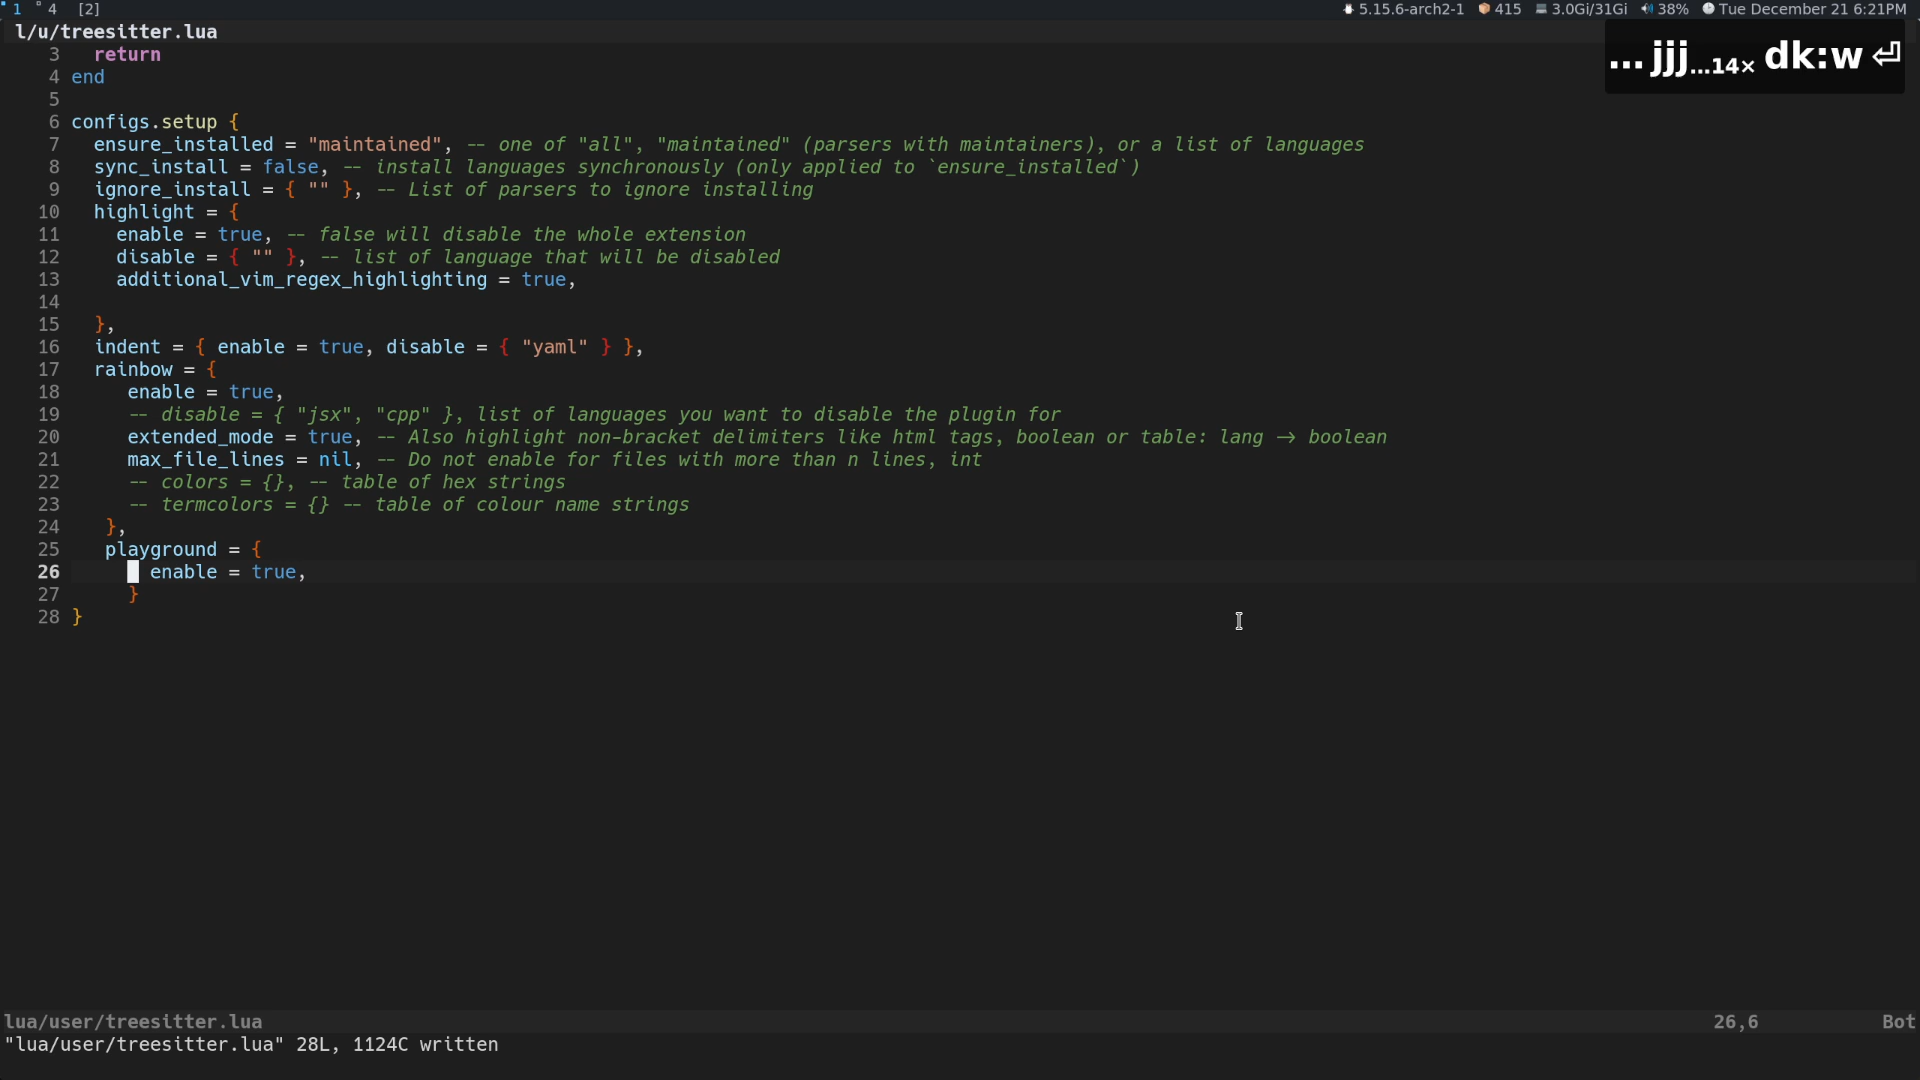 1 4 [2] 5.15.6-arch2-1 415 3.0Gi/31Gi 38% Tue December 21 6:21PM
l/u/treesitter.lua
... jjj...14× dk:w ⏎
3 return
4 end
5
6 configs.setup {
7 ensure_installed = "maintained", -- one of "all", "maintained" (parsers with maintainers), or a list of languages
8 sync_install = false, -- install languages synchronously (only applied to `ensure_installed`)
9 ignore_install = { "" }, -- List of parsers to ignore installing
10 highlight = {
11 enable = true, -- false will disable the whole extension
12 disable = { "" }, -- list of language that will be disabled
13 additional_vim_regex_highlighting = true,
14
15 },
16 indent = { enable = true, disable = { "yaml" } },
17 rainbow = {
18 enable = true,
19 -- disable = { "jsx", "cpp" }, list of languages you want to disable the plugin for
20 extended_mode = true, -- Also highlight non-bracket delimiters like html tags, boolean or table: lang -> boolean
21 max_file_lines = nil, -- Do not enable for files with more than n lines, int
22 -- colors = {}, -- table of hex strings
23 -- termcolors = {} -- table of colour name strings
24 },
25 playground = {
26 enable = true,
27 }
28 }
lua/user/treesitter.lua 26,6 Bot
"lua/user/treesitter.lua" 28L, 1124C written